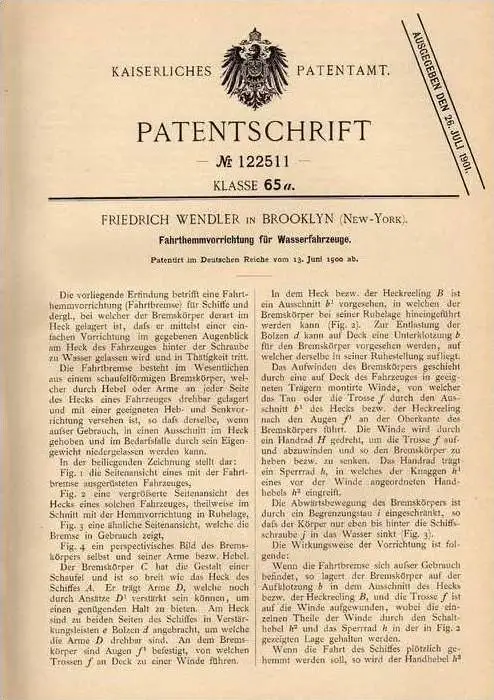 KAISERLICHES PATENTAMT.
AUSGEGEBEN DEN 26. JULI 1901.
PATENTSCHRIFT
— № 122511 —
KLASSE 65a.
FRIEDRICH WENDLER IN BROOKLYN (NEW-YORK).
Fahrthemmvorrichtung für Wasserfahrzeuge.
Patentirt im Deutschen Reiche vom 13. Juni 1900 ab.
Die vorliegende Erfindung betrifft eine Fahrt-
hemmvorrichtung (Fahrtbremse) für Schiffe und
dergl., bei welcher der Bremskörper derart im
Heck gelagert ist, dafs er mittelst einer ein-
fachen Vorrichtung im gegebenen Augenblick
am Heck des Fahrzeuges hinter der Schraube
zu Wasser gelassen wird und in Thätigkeit tritt.
Die Fahrtbremse besteht im Wesentlichen
aus einem schaufelförmigen Bremskörper, wel-
cher durch Hebel oder Arme an jeder Seite
des Hecks eines Fahrzeugs drehbar gelagert und
mit einer geeigneten Heb- und Senkvor-
richtung versehen ist, so dafs derselbe, wenn
aufser Gebrauch, in einen Ausschnitt im Heck
gehoben und im Bedarfsfalle durch sein Eigen-
gewicht niedergelassen werden kann.
In der beiliegenden Zeichnung stellt dar:
Fig. 1 die Seitenansicht eines mit der Fahrt-
bremse ausgerüsteten Fahrzeuges,
Fig. 2 eine vergröfserte Seitenansicht des
Hecks eines solchen Fahrzeugs, theilweise im
Schnitt mit der Hemmvorrichtung in Ruhelage,
Fig. 3 eine ähnliche Seitenansicht, welche die
Bremse in Gebrauch zeigt,
Fig. 4 ein perspectivisches Bild des Brems-
körpers selbst und seiner Arme bezw. Hebel.
Der Bremskörper C hat die Gestalt einer
Schaufel und ist so breit wie das Heck des
Schiffes A. Er trägt Arme D, welche noch
durch Ansätze D¹ verstärkt sein können, um
einen genügenden Halt zu bieten. Am Heck
sind auf beiden Seiten des Schiffes in Verstär-
kungsleisten e Bolzen d angebracht, um welche
die Arme D drehbar sind. An dem Brems-
körper sind Augen f¹ befestigt, von welchen
Trossen f an Deck zu einer Winde führen.
In dem Heck bezw. der Heckreeling B ist
ein Ausschnitt b¹ vorgesehen, in welchen der
Bremskörper bei seiner Ruhelage hineingeführt
werden kann (Fig. 2). Zur Entlastung der
Bolzen d kann auf Deck eine Unterklotzung b
für den Bremskörper vorgesehen werden, auf
welcher derselbe in seiner Ruhestellung aufliegt.
Das Aufwinden des Bremskörpers geschieht
durch eine auf Deck des Fahrzeuges in geeig-
neten Trägern montirte Winde, von welcher
das Tau oder die Trosse f durch den Aus-
schnitt b¹ des Hecks bezw. der Heckreeling
nach den Augen f¹ an der Oberkante des
Bremskörpers führt. Die Winde wird durch
ein Handrad H gedreht, um die Trosse f auf-
und abzuwinden und so den Bremskörper zu
heben bezw. zu senken. Das Handrad trägt
ein Sperrrad h, in welches der Knaggen h¹
eines vor der Winde angeordneten Hand-
hebels h² eingreift.
Die Abwärtsbewegung des Bremskörpers wird
durch ein Begrenzungstau i eingeschränkt, so
dafs der Körper nur eben bis hinter die Schiffs-
schraube j in das Wasser sinkt (Fig. 3).
Die Wirkungsweise der Vorrichtung ist fol-
gende:
Wenn die Fahrtbremse sich aufser Gebrauch
befindet, so lagert der Bremskörper auf der
Aufklotzung b in dem Ausschnitt des Hecks
bezw. der Heckreeling B, und die Trosse f ist
auf die Winde aufgewunden, wobei die ein-
zelnen Theile der Winde durch den Schalt-
hebel h² und Sperrrad h in der in Fig. 2
gezeigten Lage gehalten werden.
Wenn die Fahrt des Schiffes plötzlich ge-
hemmt werden soll, so wird der Handhebel h²